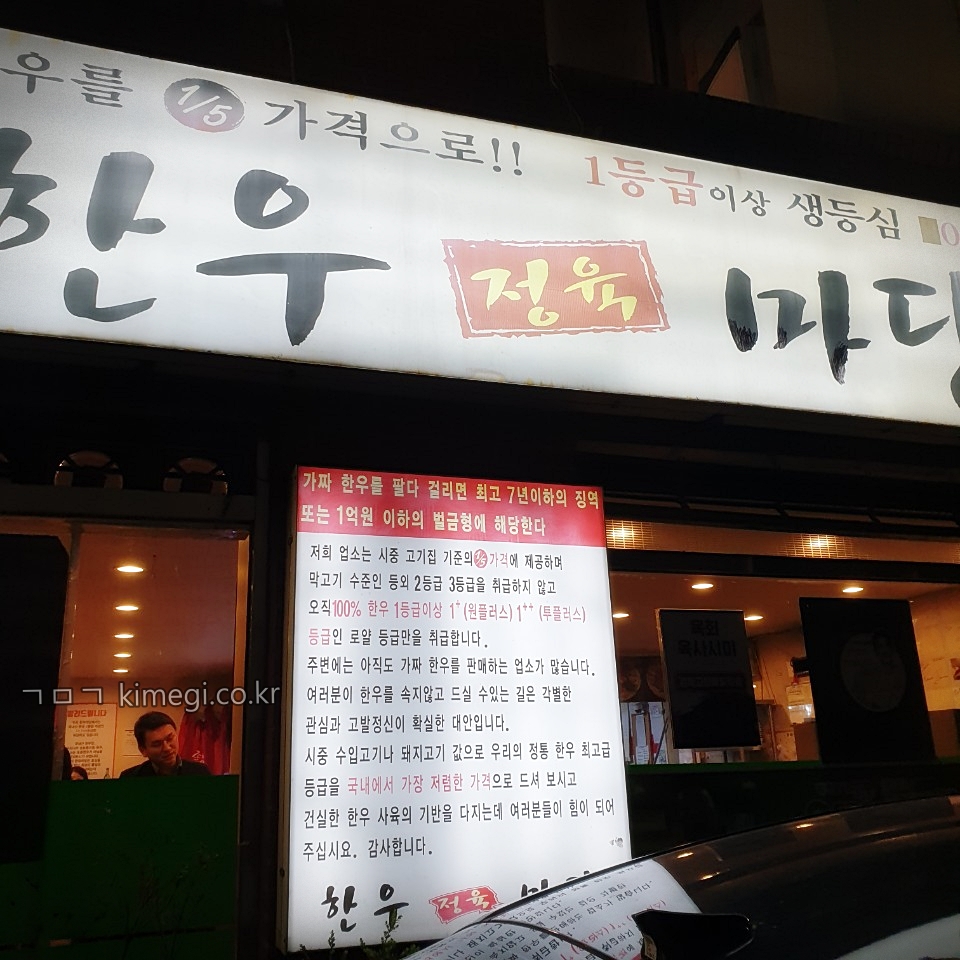 우를 1/5 가격으로!! 1등급이상 생등심
한우 정육 마당
가짜 한우를 팔다 걸리면 최고 7년이하의 징역
또는 1억원 이하의 벌금형에 해당한다
저희 업소는 시중 고기집 기준의 1/5 가격에 제공하며
막고기 수준인 등외 2등급 3등급을 취급하지 않고
오직100% 한우 1등급이상 1⁺(원플러스) 1⁺⁺(투플러스)
등급인 로얄 등급만을 취급합니다.
주변에는 아직도 가짜 한우를 판매하는 업소가 많습니다.
여러분이 한우를 속지않고 드실 수있는 길은 각별한
관심과 고발정신이 확실한 대안입니다.
시중 수입고기나 돼지고기 값으로 우리의 정통 한우 최고급
등급을 국내에서 가장 저렴한 가격으로 드셔 보시고
건실한 한우 사육의 기반을 다지는데 여러분들이 힘이 되어
주십시요. 감사합니다.
한우 정육
육회
육사시미
ㄱㅁㄱ kimegi.co.kr